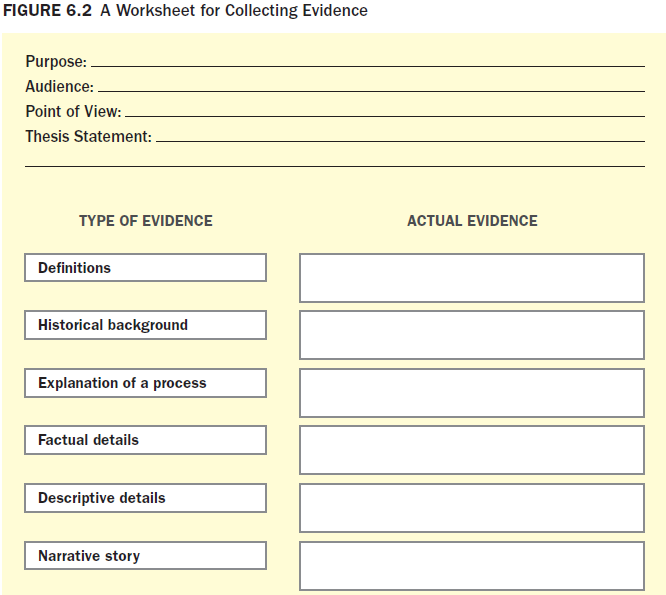 FIGURE 6.2 A Worksheet for Collecting Evidence
Purpose:
Audience:
Point of View:
Thesis Statement:
TYPE OF EVIDENCE ACTUAL EVIDENCE
Definitions
Historical background
Explanation of a process
Factual details
Descriptive details
Narrative story